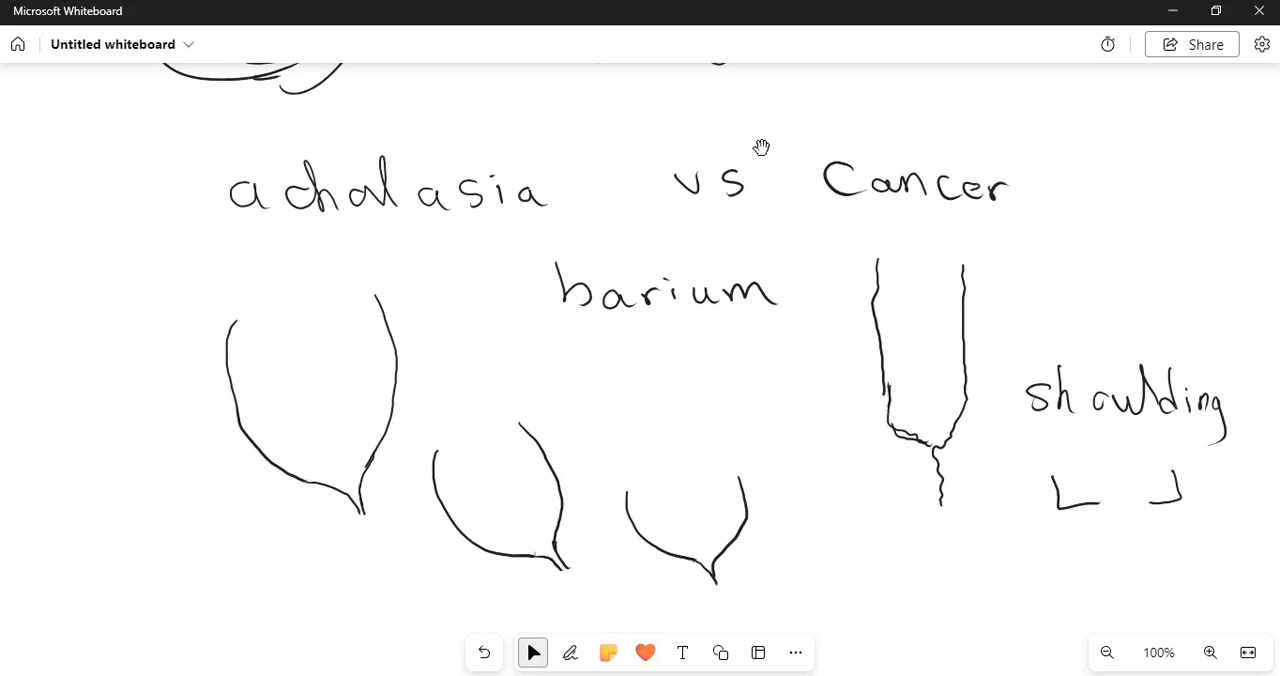 Microsoft Whiteboard
Untitled whiteboard
Share
achalasia vs Cancer
barium
shoulding
100%